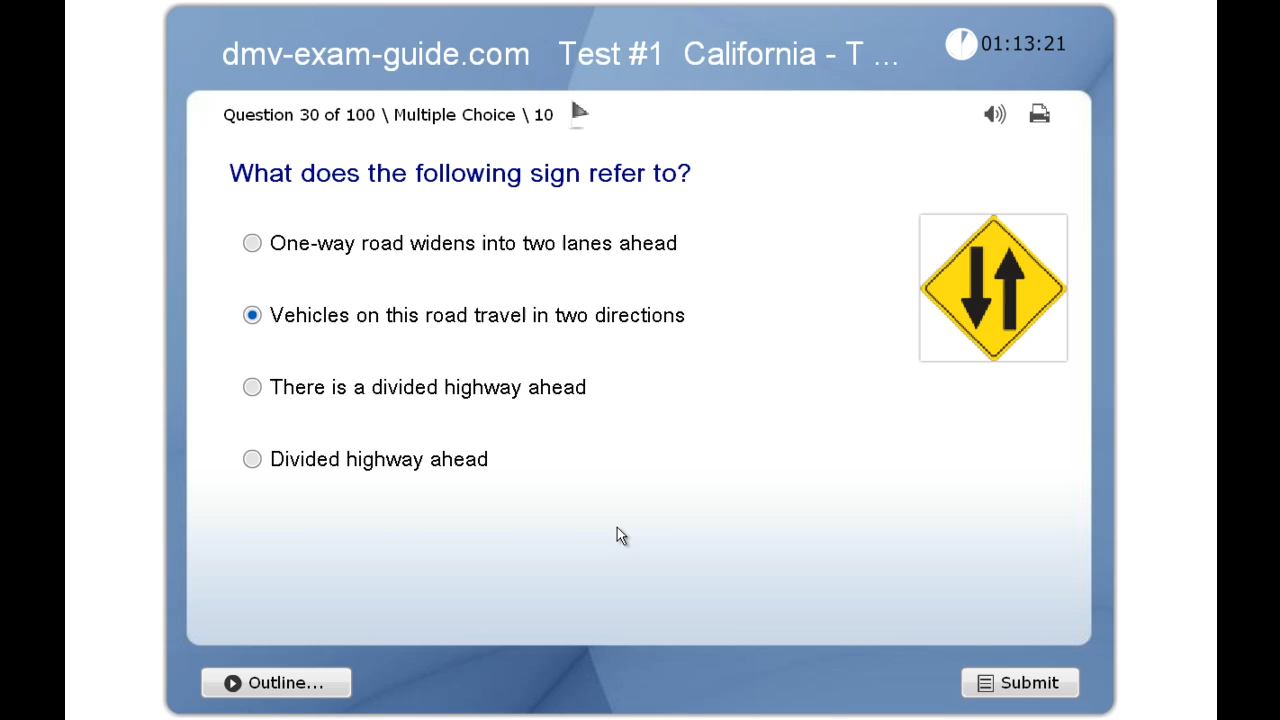 dmv-exam-guide.com Test #1 California - T ...
01:13:21
Question 30 of 100 \ Multiple Choice \ 10
What does the following sign refer to?
One-way road widens into two lanes ahead
Vehicles on this road travel in two directions
There is a divided highway ahead
Divided highway ahead
Outline...
Submit